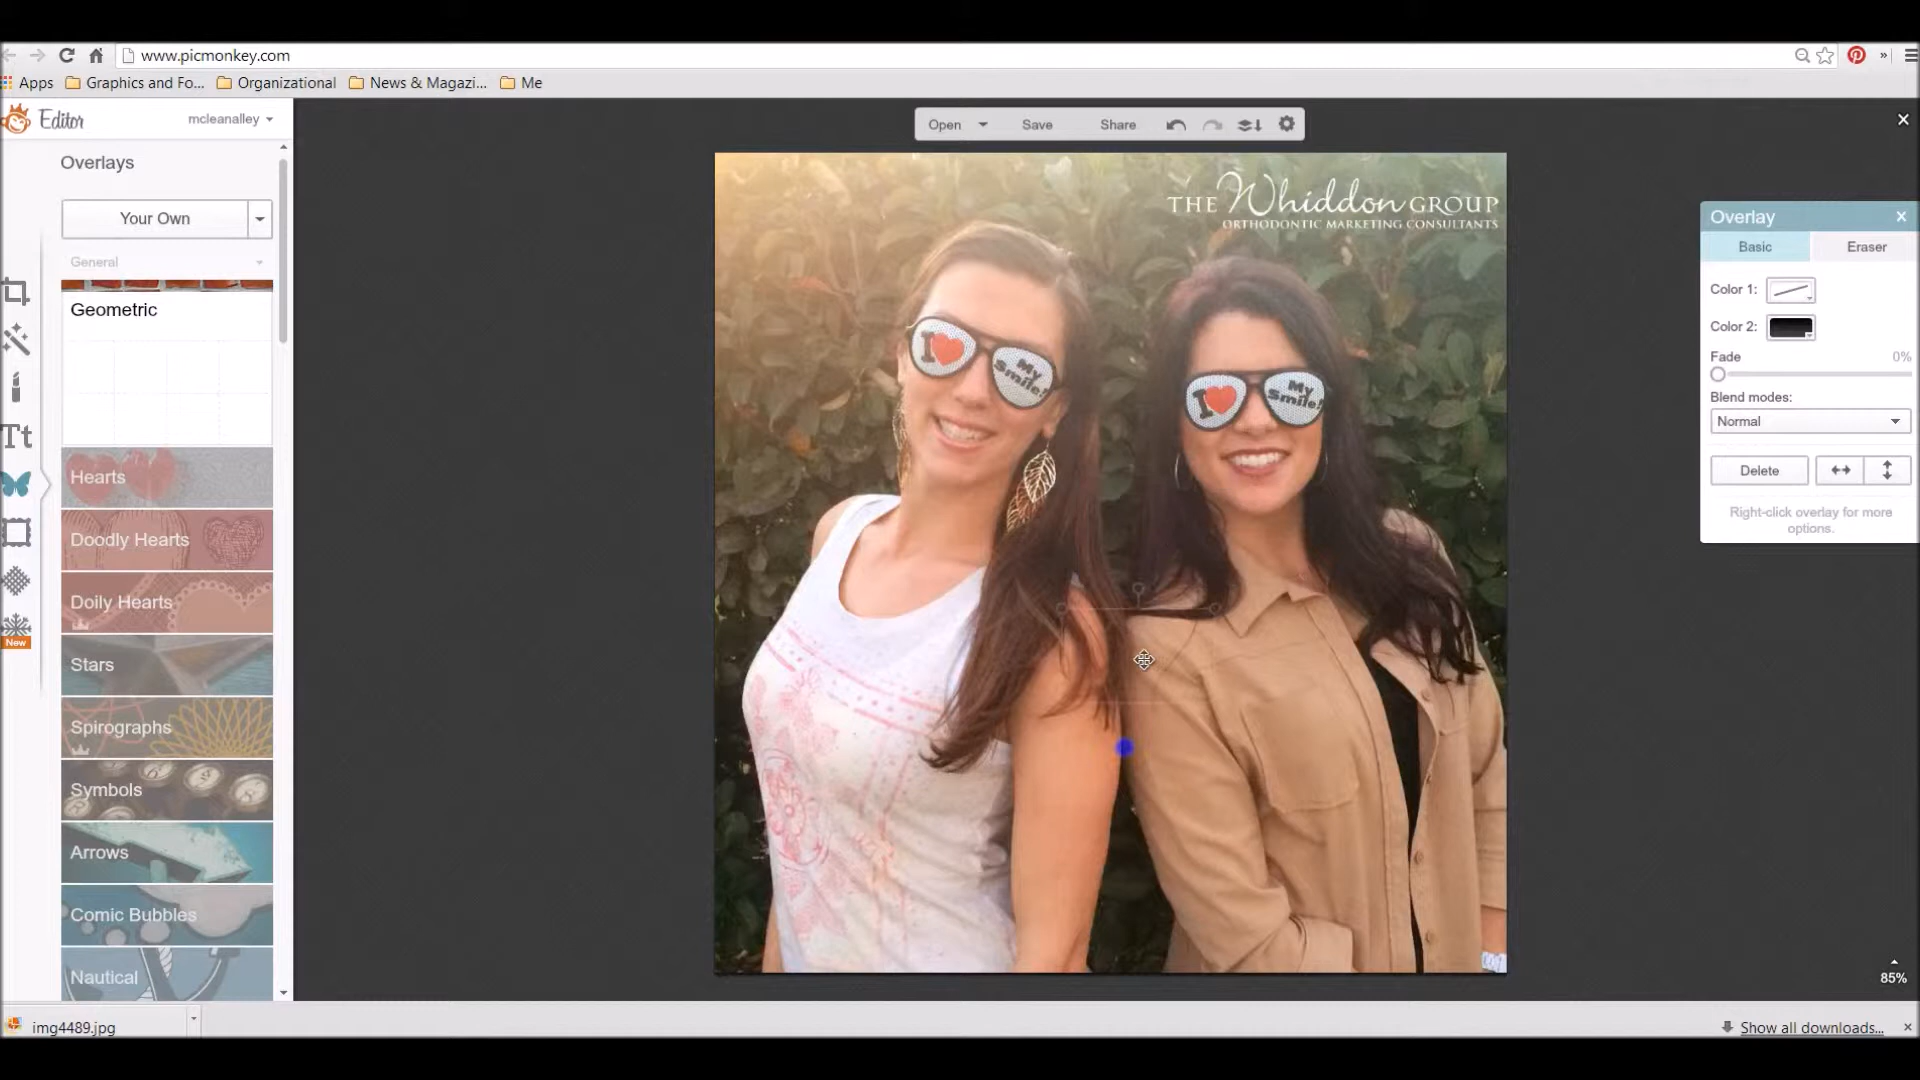 www.picmonkey.com
Apps
Graphics and Fo...
Organizational
News & Magazi...
Me
Editor
mcleanalley
Overlays
Your Own
General
Geometric
Hearts
Doodly Hearts
Doily Hearts
Stars
Spirographs
Symbols
Arrows
Comic Bubbles
Nautical
New
Open
Save
Share
THE Whiddon GROUP
ORTHODONTIC MARKETING CONSULTANTS
I
My
Smile!
I
My
Smile!
Overlay
Basic
Eraser
Color 1:
Color 2:
Fade
0%
Blend modes:
Normal
Delete
Right-click overlay for more
options.
85%
img4489.jpg
Show all downloads...